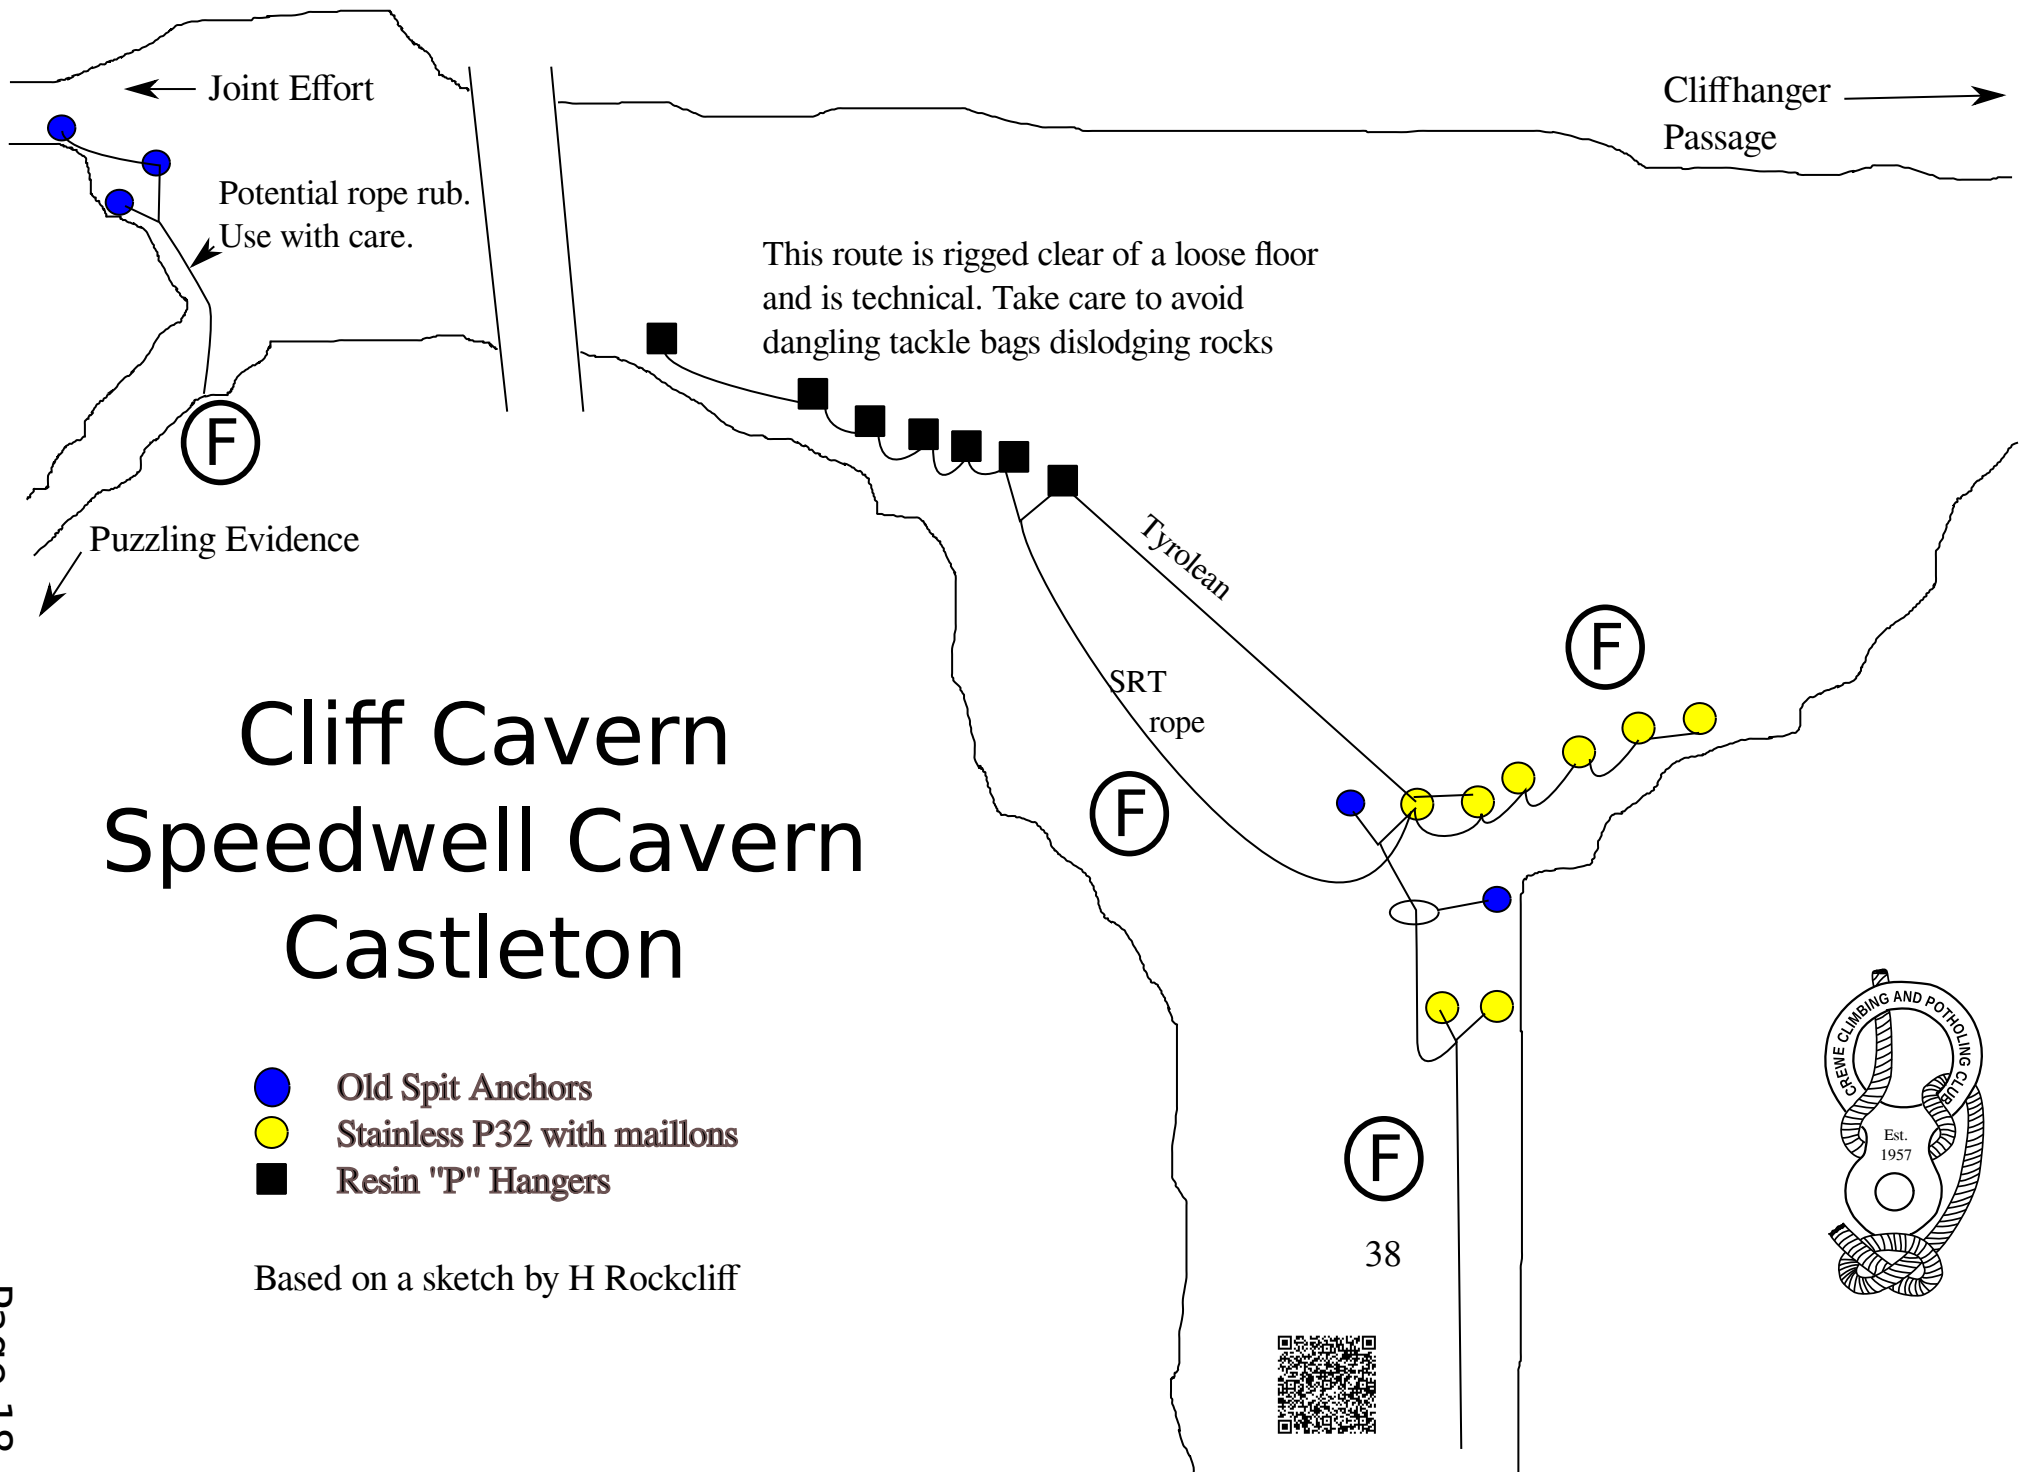 Joint Effort
Cliffhanger
Passage
Potential rope rub.
Use with care.
This route is rigged clear of a loose floor
and is technical. Take care to avoid
dangling tackle bags dislodging rocks
F
Puzzling Evidence
Tyrolean
F
SRT
rope
F
Cliff Cavern
Speedwell Cavern
Castleton
Old Spit Anchors
Stainless P32 with maillons
Resin "P" Hangers
Based on a sketch by H Rockcliff
F
38
CREWE CLIMBING AND POTHOLING CLUB
Est.
1957
Page 18